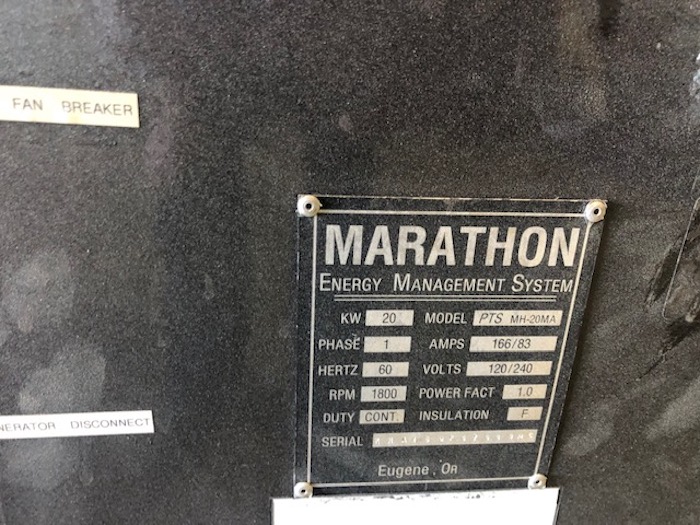 FAN BREAKER
MARATHON
ENERGY MANAGEMENT SYSTEM
KW 20 MODEL PTS MH-20MA
PHASE 1 AMPS 166/83
HERTZ 60 VOLTS 120/240
RPM 1800 POWER FACT 1.0
DUTY CONT. INSULATION F
NERATOR DISCONNECT
SERIAL
Eugene, OR